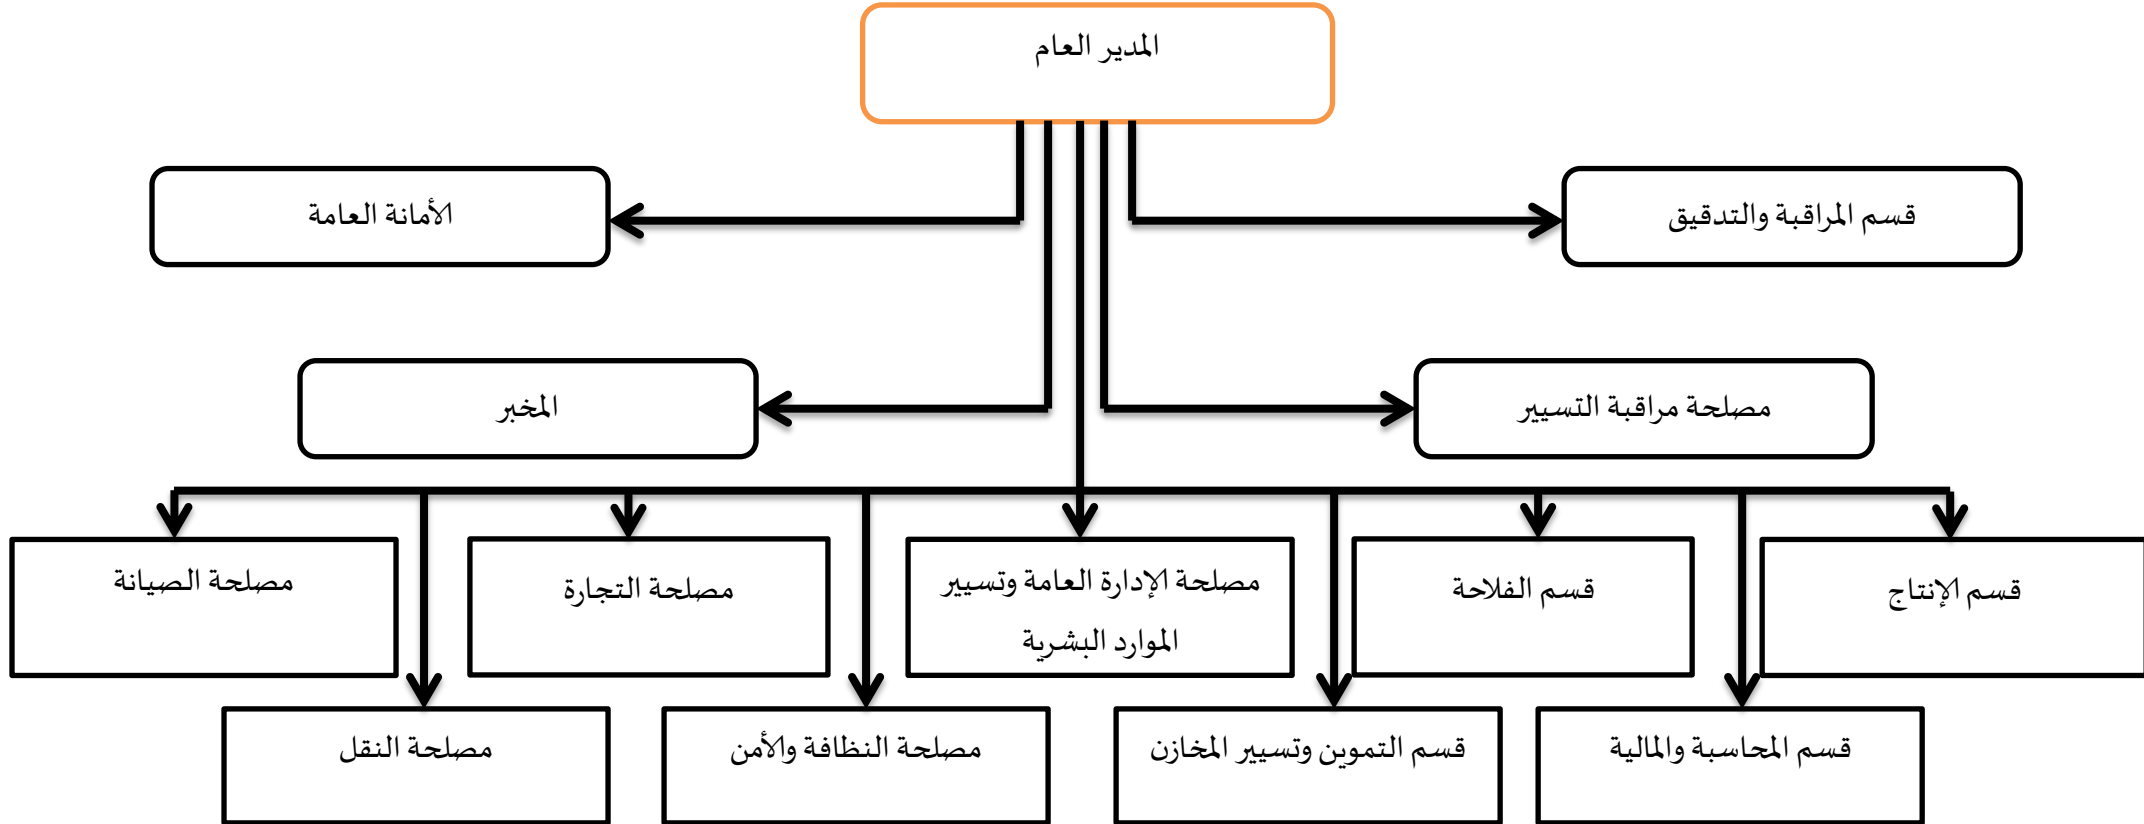 المدير العام
قسم المراقبة والتدقيق
الأمانة العامة
مصلحة مراقبة التسيير
المخبر
قسم الإنتاج
قسم الفلاحة
مصلحة الإدارة العامة وتسيير
الموارد البشرية
مصلحة التجارة
مصلحة الصيانة
قسم المحاسبة والمالية
قسم التموين وتسيير المخازن
مصلحة النظافة والأمن
مصلحة النقل